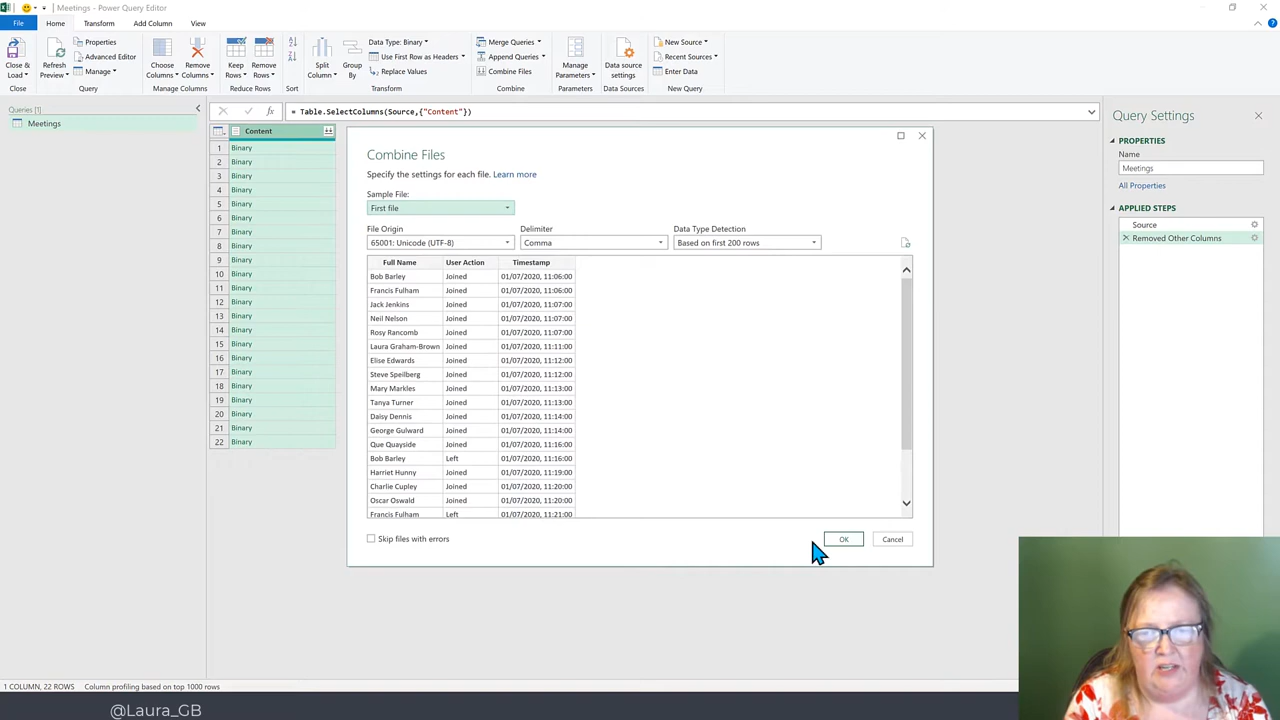 Meetings - Power Query Editor
File Home Transform Add Column View
Close & Load
Close
Refresh Preview
Properties
Advanced Editor
Manage
Query
Choose Columns
Remove Columns
Manage Columns
Keep Rows
Remove Rows
Reduce Rows
Sort
Split Column
Group By
Data Type: Binary
Use First Row as Headers
Replace Values
Transform
Merge Queries
Append Queries
Combine Files
Combine
Manage Parameters
Parameters
Data source settings
Data Sources
New Source
Recent Sources
Enter Data
New Query
Queries [1]
Meetings
= Table.SelectColumns(Source,{"Content"})
Content
1 Binary
2 Binary
3 Binary
4 Binary
5 Binary
6 Binary
7 Binary
8 Binary
9 Binary
10 Binary
11 Binary
12 Binary
13 Binary
14 Binary
15 Binary
16 Binary
17 Binary
18 Binary
19 Binary
20 Binary
21 Binary
22 Binary
Combine Files
Specify the settings for each file. Learn more
Sample File:
First file
File Origin Delimiter Data Type Detection
65001: Unicode (UTF-8) Comma Based on first 200 rows
Full Name User Action Timestamp
Bob Barley Joined 01/07/2020, 11:06:00
Francis Fulham Joined 01/07/2020, 11:06:00
Jack Jenkins Joined 01/07/2020, 11:07:00
Neil Nelson Joined 01/07/2020, 11:07:00
Rosy Rancomb Joined 01/07/2020, 11:07:00
Laura Graham-Brown Joined 01/07/2020, 11:11:00
Elise Edwards Joined 01/07/2020, 11:12:00
Steve Speilberg Joined 01/07/2020, 11:12:00
Mary Markles Joined 01/07/2020, 11:13:00
Tanya Turner Joined 01/07/2020, 11:13:00
Daisy Dennis Joined 01/07/2020, 11:14:00
George Gulward Joined 01/07/2020, 11:14:00
Que Quayside Joined 01/07/2020, 11:16:00
Bob Barley Left 01/07/2020, 11:16:00
Harriet Hunny Joined 01/07/2020, 11:19:00
Charlie Cupley Joined 01/07/2020, 11:20:00
Oscar Oswald Joined 01/07/2020, 11:20:00
Francis Fulham Left 01/07/2020, 11:21:00
Skip files with errors
OK Cancel
Query Settings
PROPERTIES
Name
Meetings
All Properties
APPLIED STEPS
Source
Removed Other Columns
1 COLUMN, 22 ROWS Column profiling based on top 1000 rows
@Laura_GB